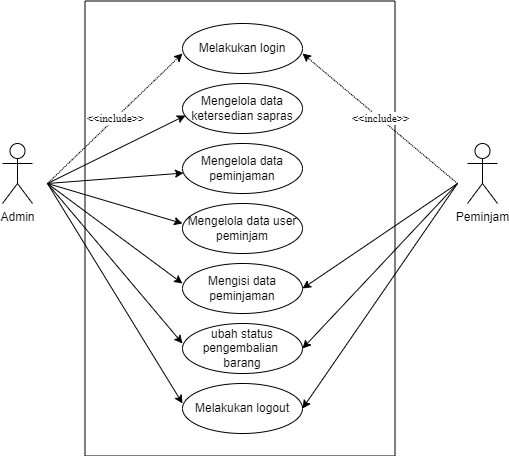 Melakukan login
<<include>>
<<include>>
Mengelola data
ketersedian sapras
Admin
Peminjam
Mengelola data
peminjaman
Mengelola data user
peminjam
Mengisi data
peminjaman
ubah status
pengembalian
barang
Melakukan logout